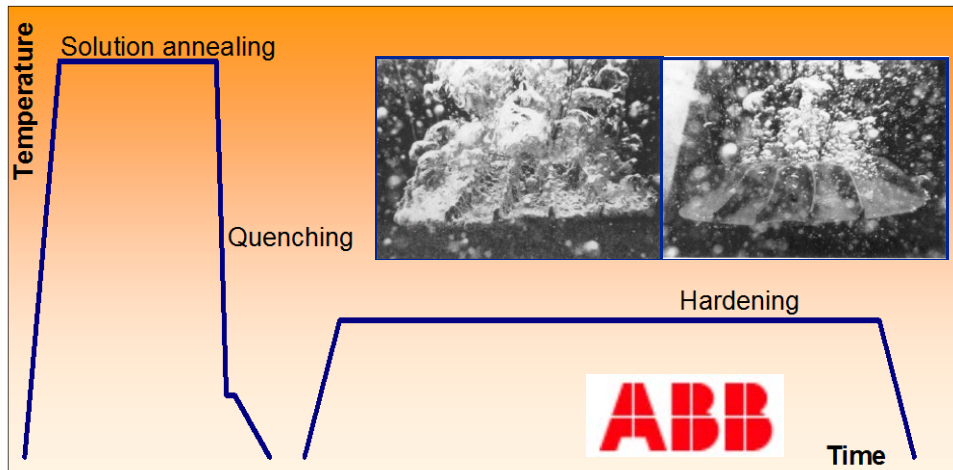 Temperature
Solution annealing
Quenching
Hardening
ABB
Time